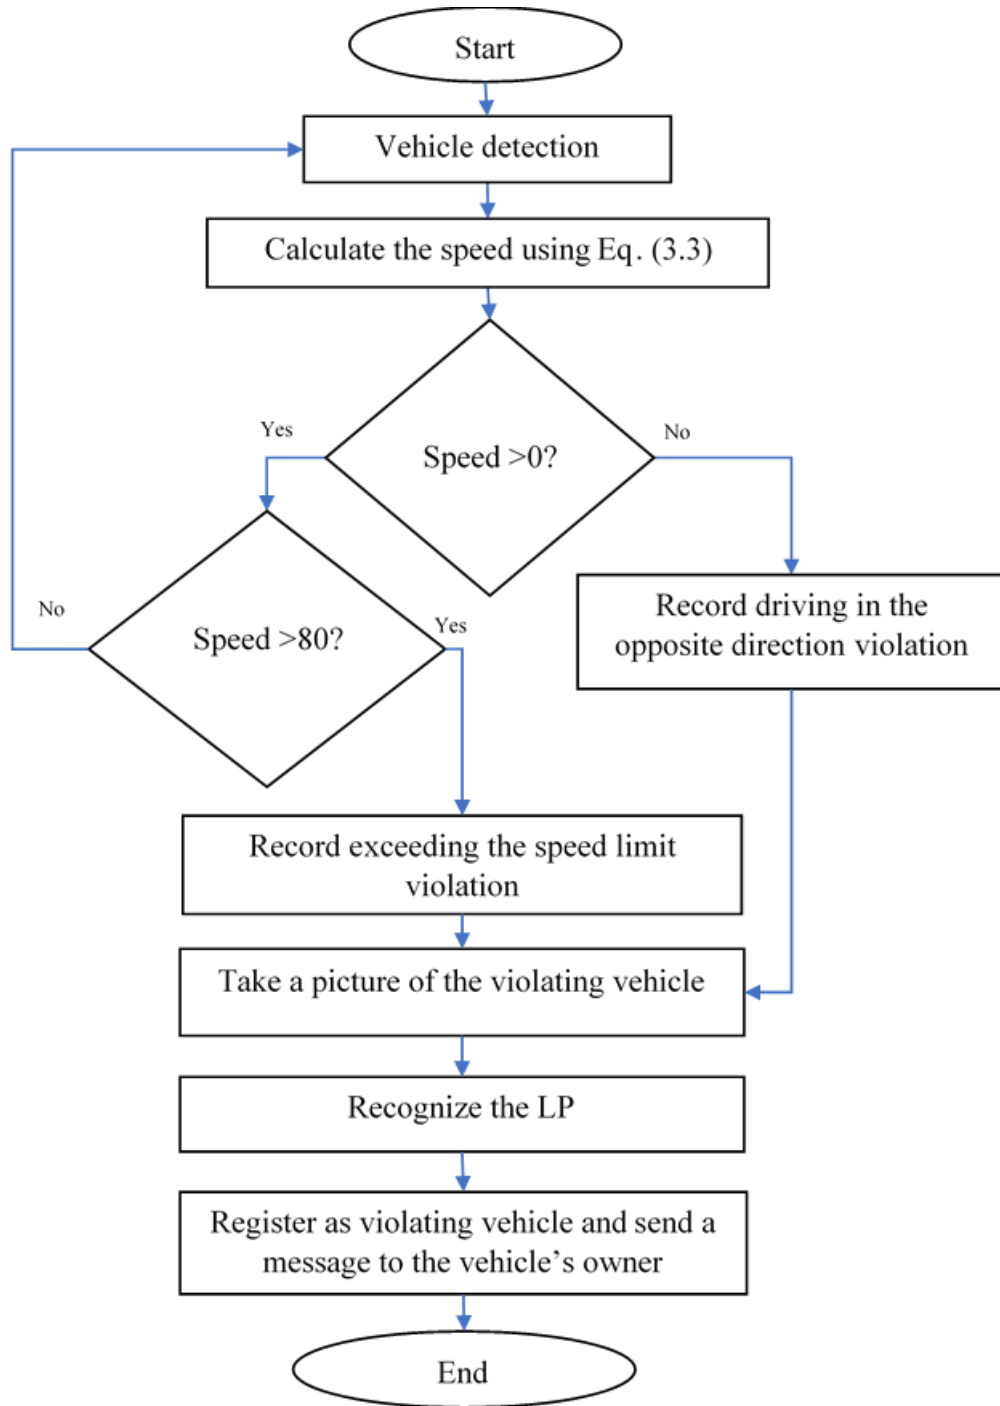 Start
Vehicle detection
Calculate the speed using Eq. (3.3)
Yes
No
Speed >0?
No
Speed >80?
Yes
Record driving in the
opposite direction violation
Record exceeding the speed limit
violation
Take a picture of the violating vehicle
Recognize the LP
Register as violating vehicle and send a
message to the vehicle’s owner
End